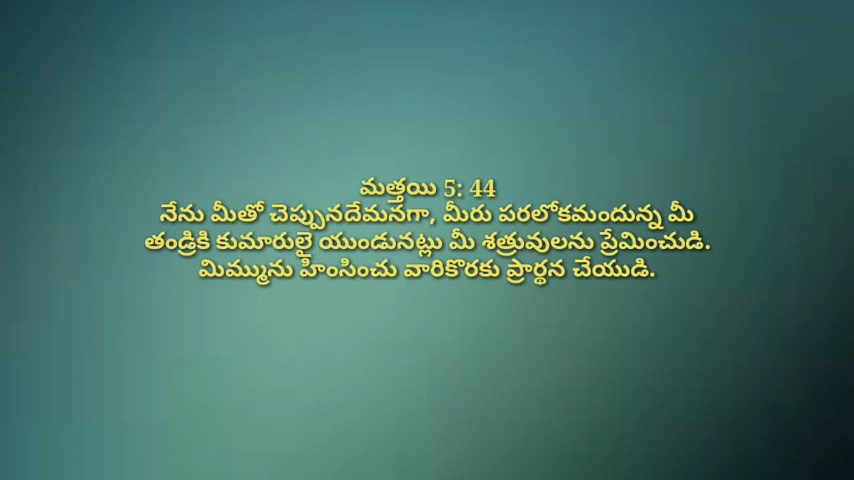 మత్తయి 5: 44
నేను మీతో చెప్పునదేమనగా, మీరు పరలోకమందున్న మీ
తండ్రికి కుమారులై యుండునట్లు మీ శత్రువులను ప్రేమించుడి.
మిమ్మును హింసించు వారికొరకు ప్రార్థన చేయుడి.